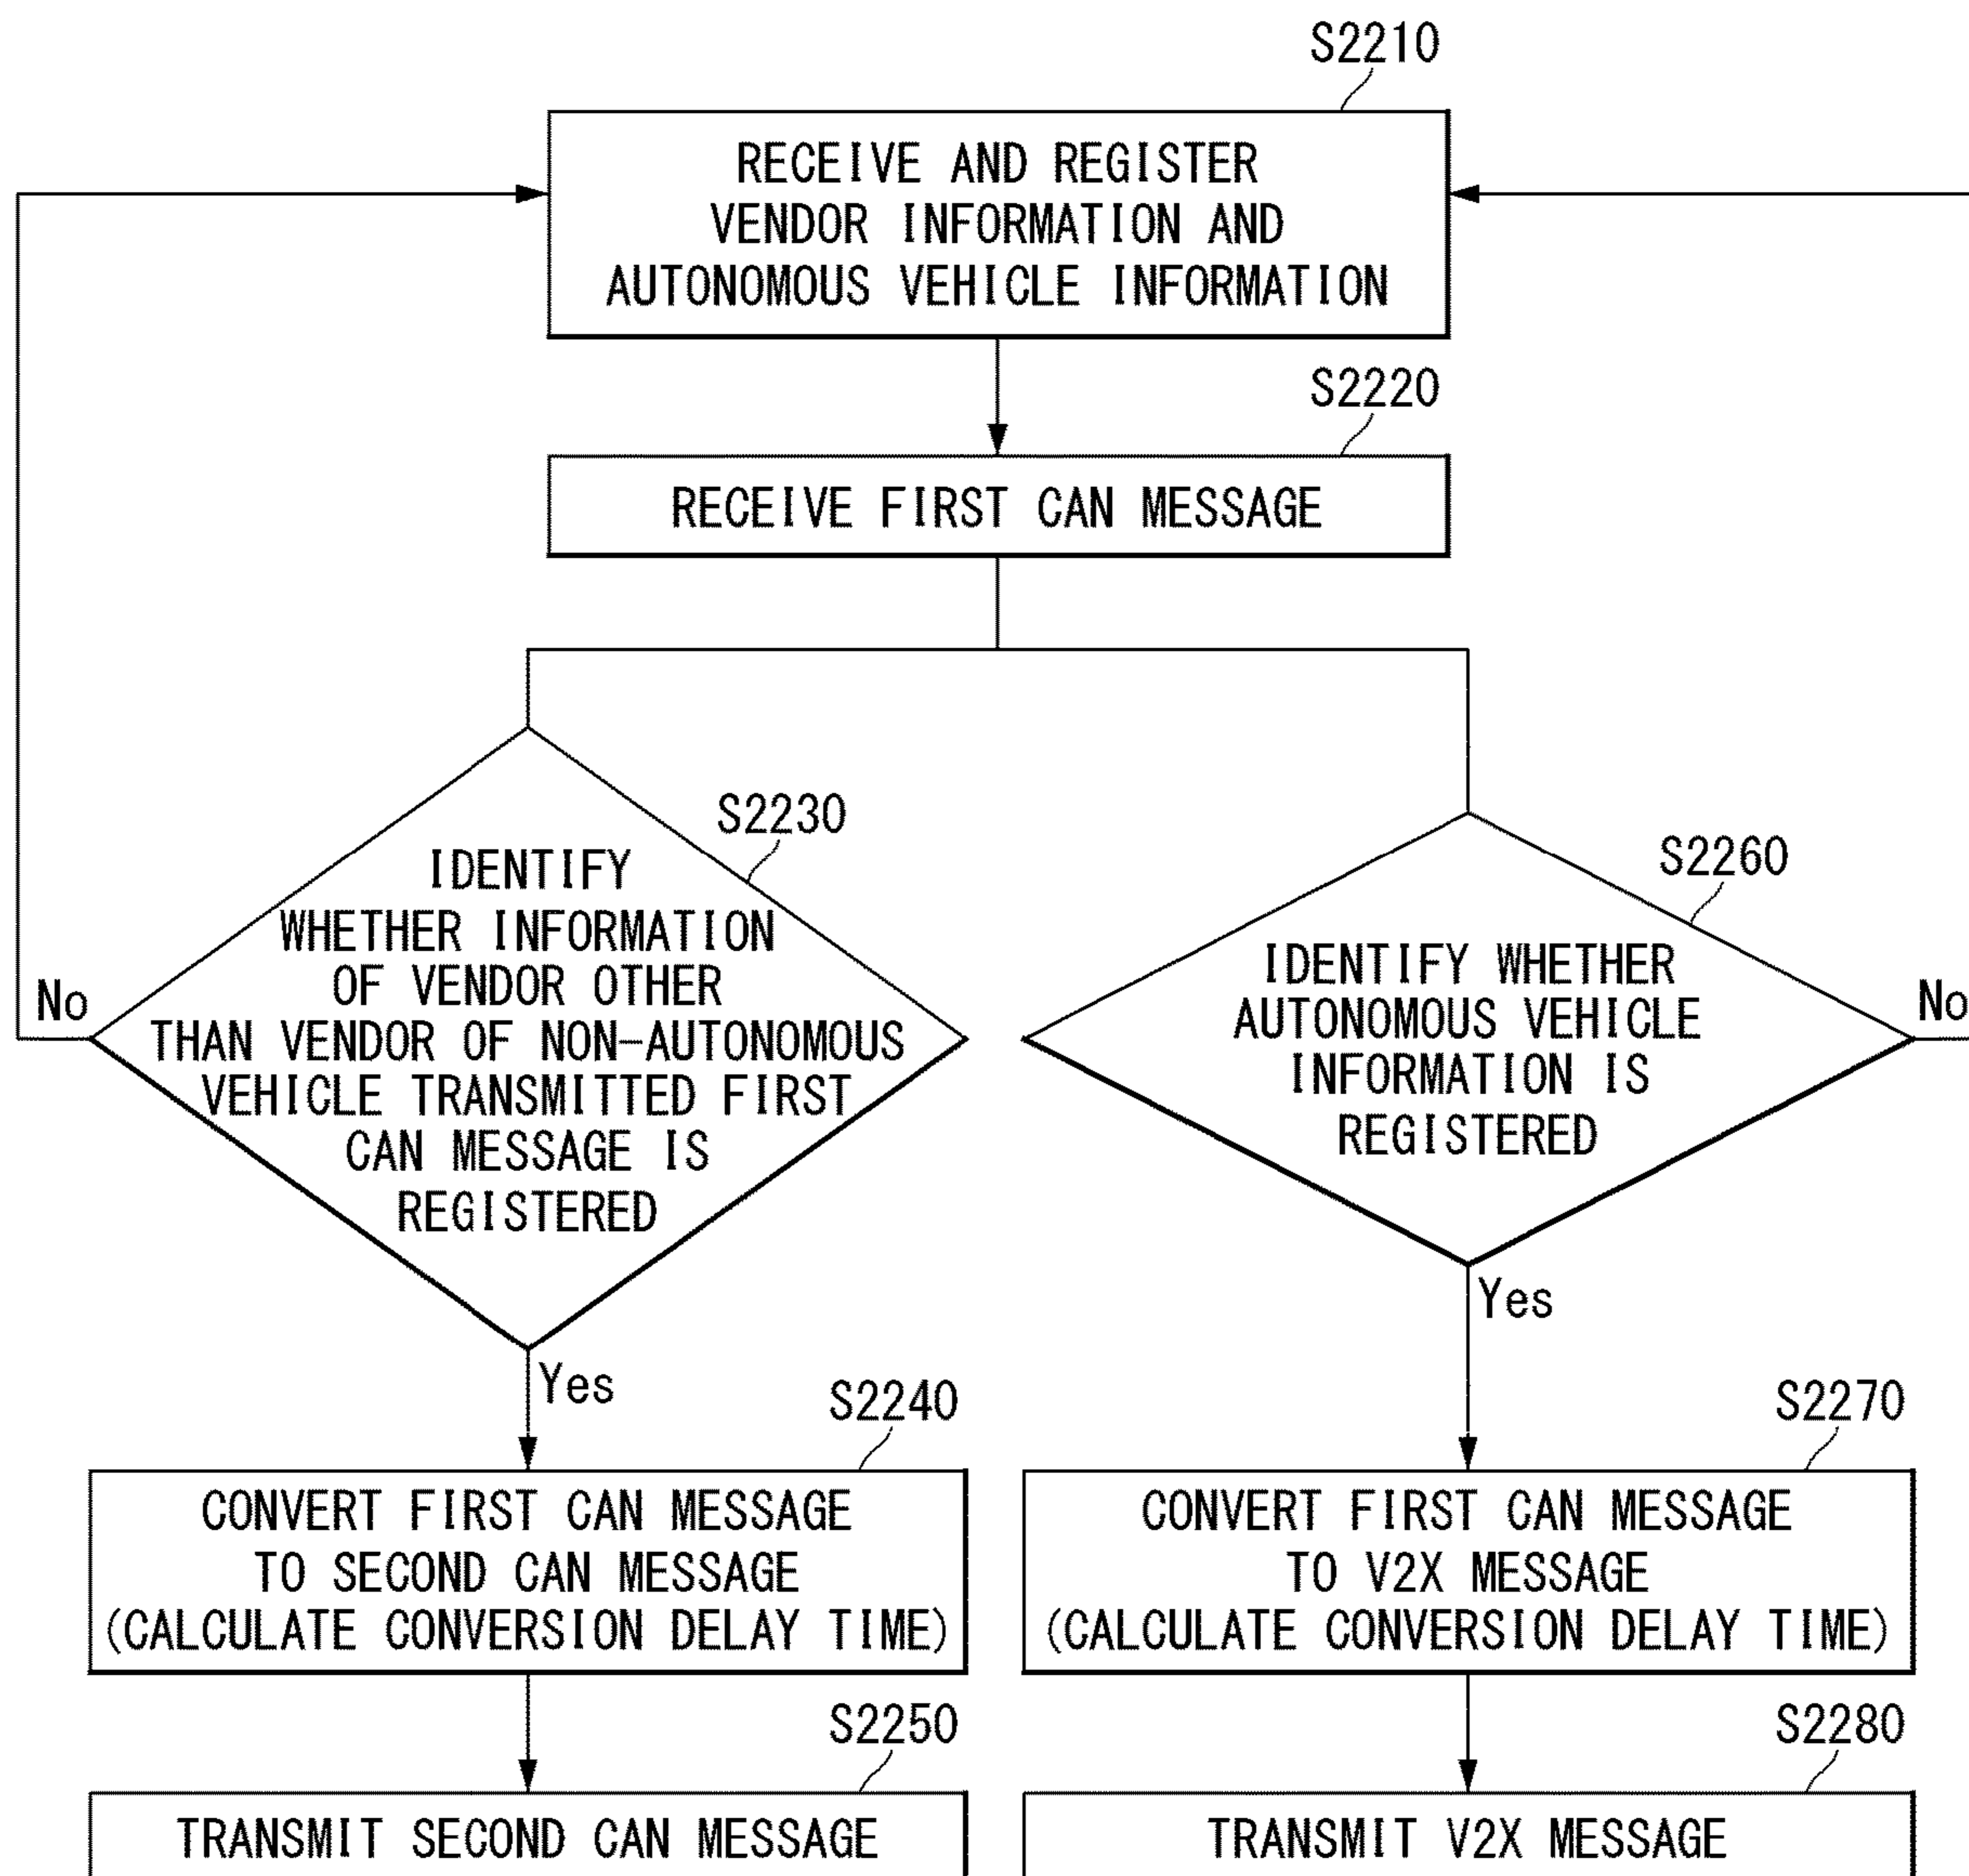 S2210
RECEIVE AND REGISTER
VENDOR INFORMATION AND
AUTONOMOUS VEHICLE INFORMATION
S2220
RECEIVE FIRST CAN MESSAGE
S2230
IDENTIFY
WHETHER INFORMATION
OF VENDOR OTHER
THAN VENDOR OF NON-AUTONOMOUS
VEHICLE TRANSMITTED FIRST
CAN MESSAGE IS
REGISTERED
No
Yes
S2260
IDENTIFY WHETHER
AUTONOMOUS VEHICLE
INFORMATION IS
REGISTERED
No
Yes
S2240
CONVERT FIRST CAN MESSAGE
TO SECOND CAN MESSAGE
(CALCULATE CONVERSION DELAY TIME)
S2270
CONVERT FIRST CAN MESSAGE
TO V2X MESSAGE
(CALCULATE CONVERSION DELAY TIME)
S2250
TRANSMIT SECOND CAN MESSAGE
S2280
TRANSMIT V2X MESSAGE